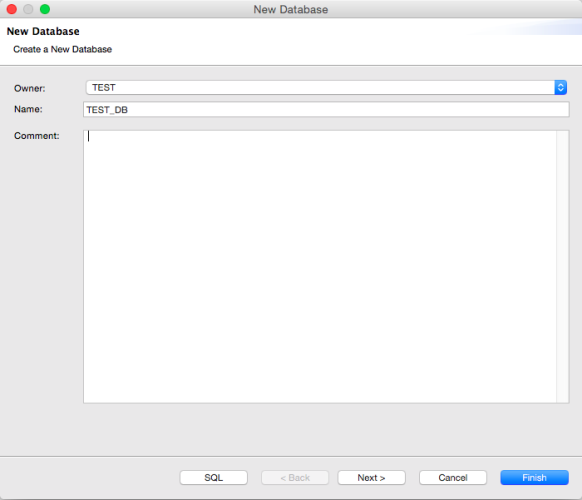 New Database
New Database
Create a New Database
Owner:
TEST
Name:
TEST_DB
Comment:
SQL
< Back
Next >
Cancel
Finish